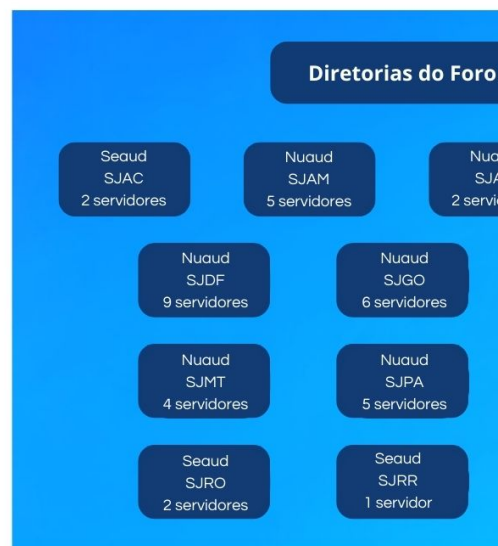 Diretorias do Foro
Seaud
SJAC
2 servidores
Nuaud
SJAM
5 servidores
2
Nuaud
SJDF
9 servidores
Nuaud
SJGO
6 servidores
Nuaud
SJMT
4 servidores
Nuaud
SJPA
5 servidores
Seaud
SJRO
2 servidores
Seaud
SJRR
1 servidor